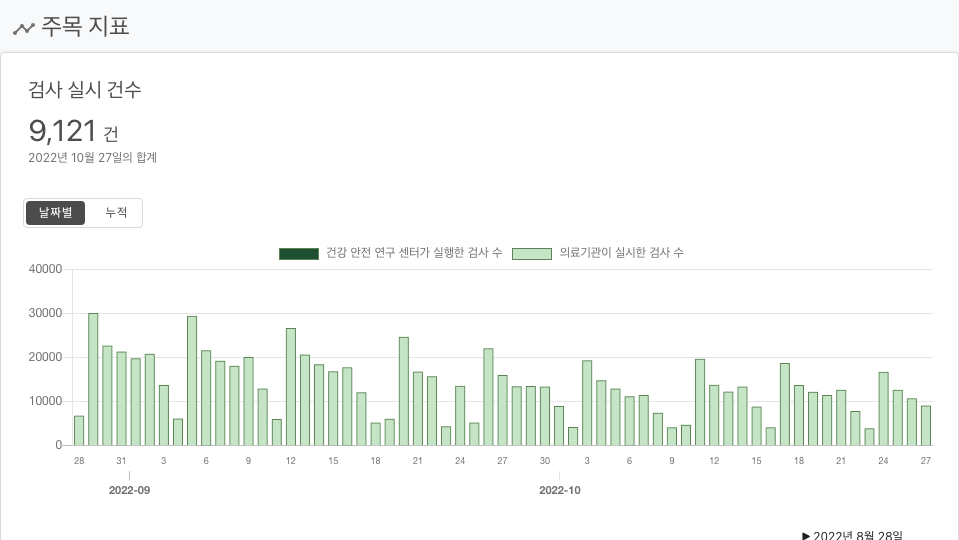 주목 지표
검사 실시 건수
9,121 건
2022년 10월 27일의 합계
날짜별 누적
건강 안전 연구 센터가 실행한 검사 수 의료기관이 실시한 검사 수
40000
30000
20000
10000
0
28 31 3 6 9 12 15 18 21 24 27 30 3 6 9 12 15 18 21 24 27
2022-09 2022-10
▶ 2022년 8월 28일